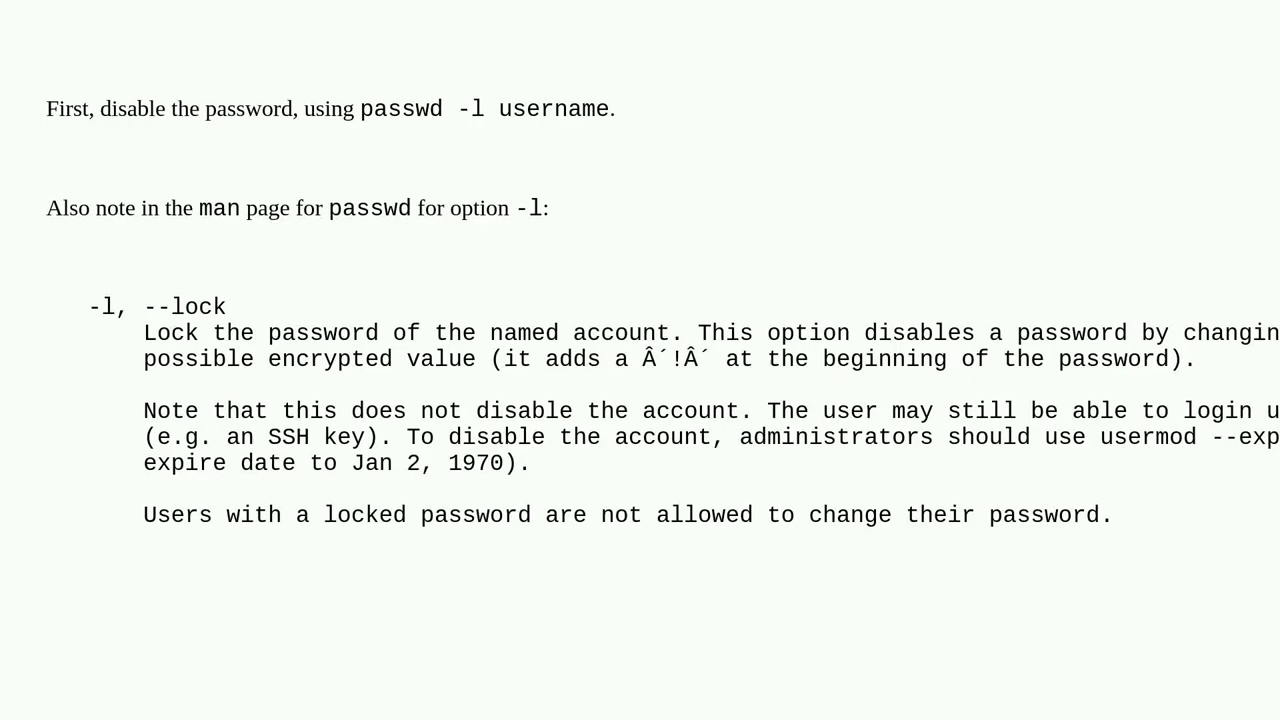 First, disable the password, using passwd -l username.
Also note in the man page for passwd for option -l:
-l, --lock
Lock the password of the named account. This option disables a password by changin
possible encrypted value (it adds a Â´!Â´ at the beginning of the password).
Note that this does not disable the account. The user may still be able to login u
(e.g. an SSH key). To disable the account, administrators should use usermod --exp
expire date to Jan 2, 1970).
Users with a locked password are not allowed to change their password.